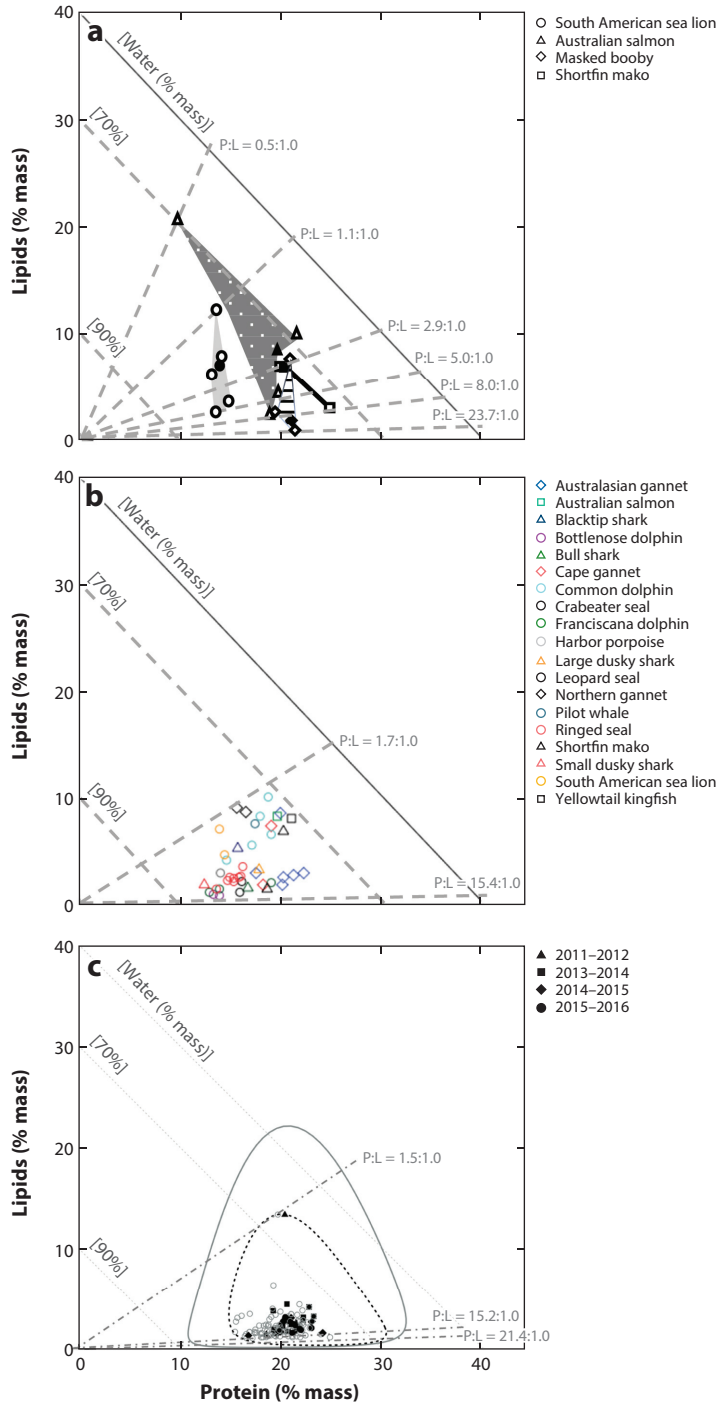 a
40
30
20
10
0
Lipids (% mass)
[Water (% mass)]
[70%]
[90%]
P:L = 0.5:1.0
P:L = 1.1:1.0
P:L = 2.9:1.0
P:L = 5.0:1.0
P:L = 8.0:1.0
P:L = 23.7:1.0
South American sea lion
Australian salmon
Masked booby
Shortfin mako
b
40
30
20
10
0
Lipids (% mass)
[Water (% mass)]
[70%]
[90%]
P:L = 1.7:1.0
P:L = 15.4:1.0
Australasian gannet
Australian salmon
Blacktip shark
Bottlenose dolphin
Bull shark
Cape gannet
Common dolphin
Crabeater seal
Franciscana dolphin
Harbor porpoise
Large dusky shark
Leopard seal
Northern gannet
Pilot whale
Ringed seal
Shortfin mako
Small dusky shark
South American sea lion
Yellowtail kingfish
c
40
30
20
10
0
Lipids (% mass)
[Water (% mass)]
[70%]
[90%]
P:L = 1.5:1.0
P:L = 15.2:1.0
P:L = 21.4:1.0
2011–2012
2013–2014
2014–2015
2015–2016
0 10 20 30 40
Protein (% mass)